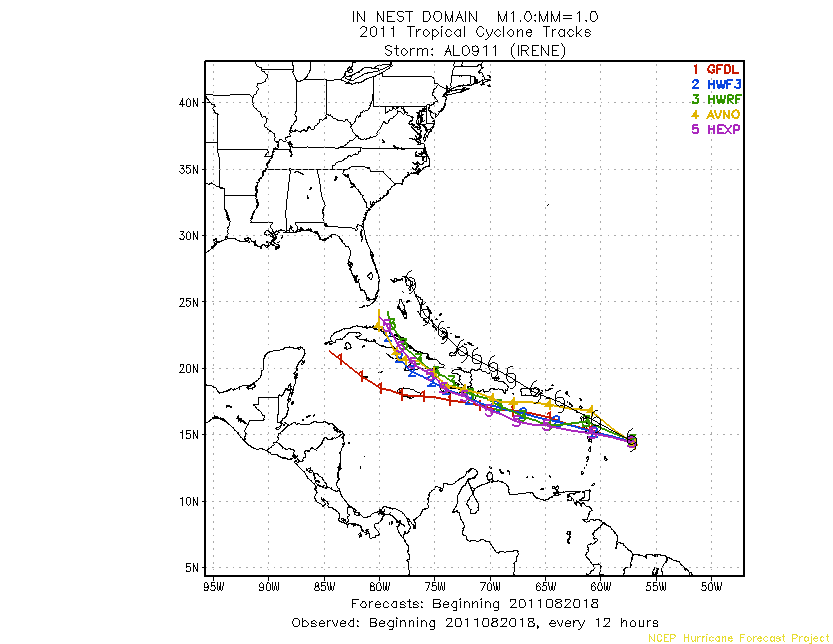 IN NEST DOMAIN M1.0:MM=1.0
2011 Tropical Cyclone Tracks
Storm: AL0911 (IRENE)
1 GFDL
2 HWF3
3 HWRF
4 AVNO
5 HEXP
40N
35N
30N
25N
20N
15N
10N
5N
95W 90W 85W 80W 75W 70W 65W 60W 55W 50W
Forecasts: Beginning 2011082018
Observed: Beginning 2011082018, every 12 hours
NCEP Hurricane Forecast Project